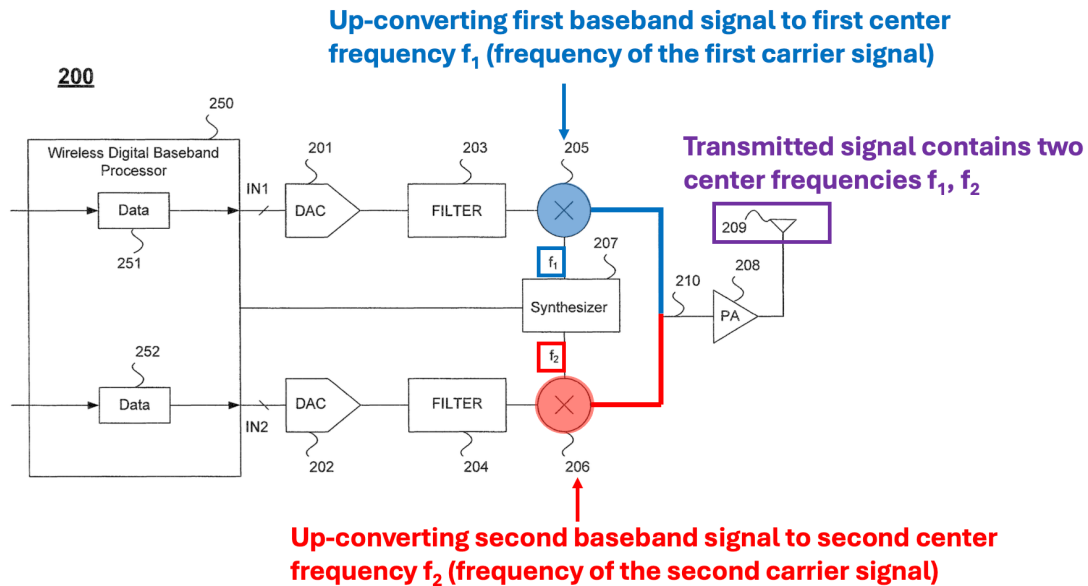 Up-converting first baseband signal to first center
frequency f₁ (frequency of the first carrier signal)
200
250
Wireless Digital Baseband
Processor
201
203
205
Transmitted signal contains two
center frequencies f₁, f₂
IN1
Data
DAC
FILTER
209
251
f₁
207
208
210
Synthesizer
PA
252
f₂
Data
DAC
FILTER
IN2
202
204
206
Up-converting second baseband signal to second center
frequency f₂ (frequency of the second carrier signal)